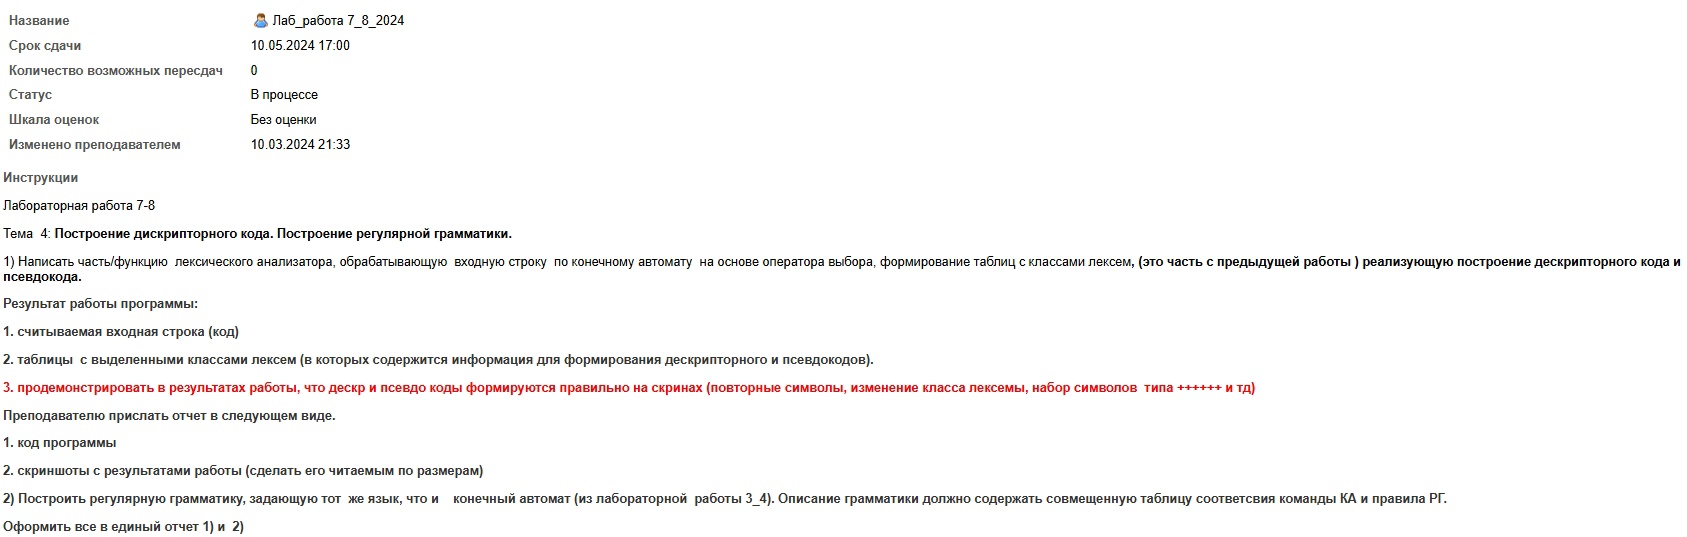 Название Лаб_работа 7_8_2024
Срок сдачи 10.05.2024 17:00
Количество возможных пересдач 0
Статус В процессе
Шкала оценок Без оценки
Изменено преподавателем 10.03.2024 21:33
Инструкции
Лабораторная работа 7-8
Тема 4: Построение дискрипторного кода. Построение регулярной грамматики.
1) Написать часть/функцию лексического анализатора, обрабатывающую входную строку по конечному автомату на основе оператора выбора, формирование таблиц с классами лексем, (это часть с предыдущей работы ) реализующую построение дескрипторного кода и
псевдокода.
Результат работы программы:
1. считываемая входная строка (код)
2. таблицы с выделенными классами лексем (в которых содержится информация для формирования дескрипторного и псевдокодов).
3. продемонстрировать в результатах работы, что дескр и псевдо коды формируются правильно на скринах (повторные символы, изменение класса лексемы, набор символов типа ++++++ и тд)
Преподавателю прислать отчет в следующем виде.
1. код программы
2. скриншоты с результатами работы (сделать его читаемым по размерам)
2) Построить регулярную грамматику, задающую тот же язык, что и конечный автомат (из лабораторной работы 3_4). Описание грамматики должно содержать совмещенную таблицу соответсвия команды КА и правила РГ.
Оформить все в единый отчет 1) и 2)